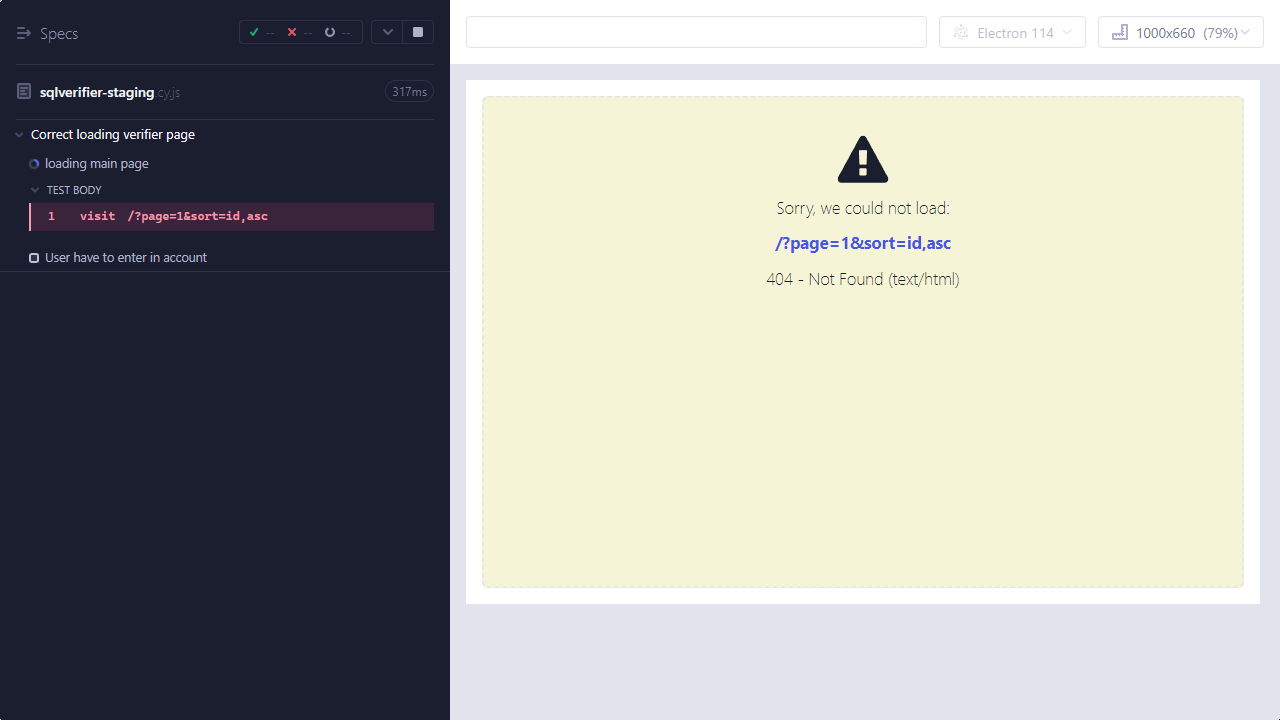 Specs
--
--
--
sqlverifier-staging.cy.js
317ms
Correct loading verifier page
loading main page
TEST BODY
1 visit /?page=1&sort=id,asc
User have to enter in account
Electron 114
1000x660 (79%)
Sorry, we could not load:
/?page=1&sort=id,asc
404 - Not Found (text/html)